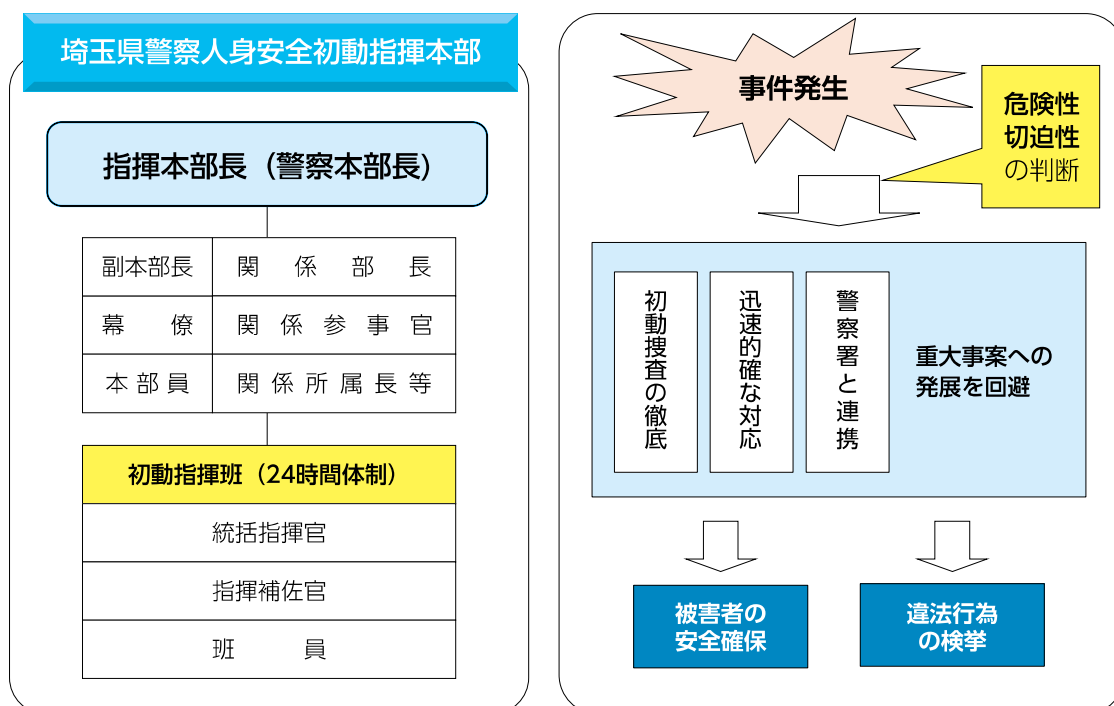 埼玉県警察人身安全初動指揮本部
指揮本部長（警察本部長）
副本部長 関係部長
幕僚 関係参事官
本部員 関係所属長等
初動指揮班（24時間体制）
統括指揮官
指揮補佐官
班員
事件発生
危険性
切迫性
の判断
初動捜査の徹底
迅速的確な対応
警察署と連携
重大事案への
発展を回避
被害者の
安全確保
違法行為
の検挙